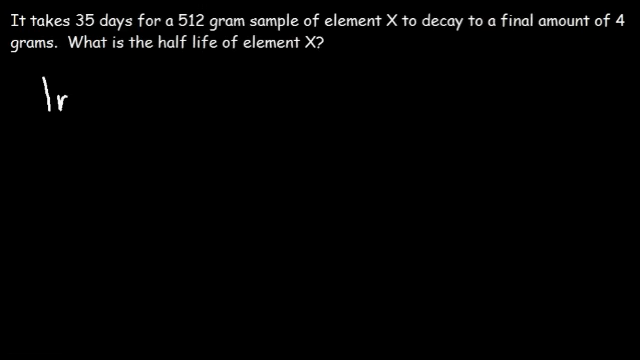 It takes 35 days for a 512 gram sample of element X to decay to a final amount of 4
grams. What is the half life of element X?